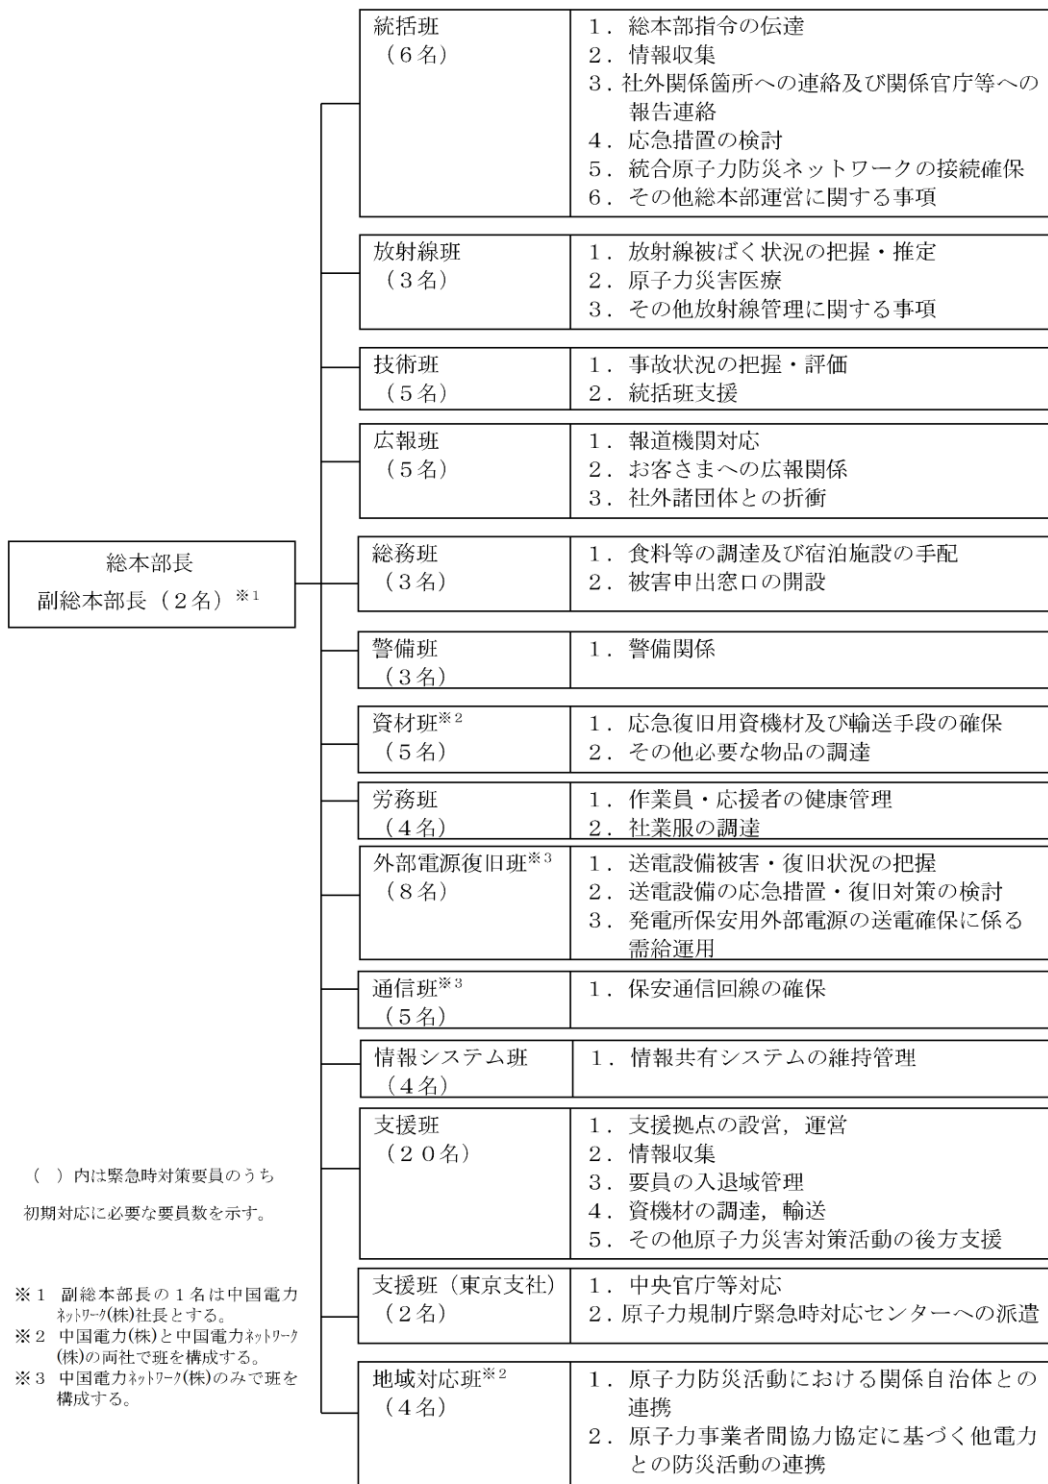 統括班
(6名)
1．総本部指令の伝達
2．情報収集
3．社外関係箇所への連絡及び関係官庁等への
報告連絡
4．応急措置の検討
5．統合原子力防災ネットワークの接続確保
6．その他総本部運営に関する事項
放射線班
(3名)
1．放射線被ばく状況の把握・推定
2．原子力災害医療
3．その他放射線管理に関する事項
技術班
(5名)
1．事故状況の把握・評価
2．統括班支援
広報班
(5名)
1．報道機関対応
2．お客さまへの広報関係
3．社外諸団体との折衝
総本部長
副総本部長（2名）※1
総務班
(3名)
1．食料等の調達及び宿泊施設の手配
2．被害申出窓口の開設
警備班
(3名)
1．警備関係
資材班※2
(5名)
1．応急復旧用資機材及び輸送手段の確保
2．その他必要な物品の調達
労務班
(4名)
1．作業員・応援者の健康管理
2．社業服の調達
外部電源復旧班※3
(8名)
1．送電設備被害・復旧状況の把握
2．送電設備の応急措置・復旧対策の検討
3．発電所保安用外部電源の送電確保に係る
需給運用
通信班※3
(5名)
1．保安通信回線の確保
情報システム班
(4名)
1．情報共有システムの維持管理
支援班
(20名)
1．支援拠点の設営，運営
2．情報収集
3．要員の入退域管理
4．資機材の調達，輸送
5．その他原子力災害対策活動の後方支援
支援班（東京支社）
(2名)
1．中央官庁等対応
2．原子力規制庁緊急時対応センターへの派遣
地域対応班※2
(4名)
1．原子力防災活動における関係自治体との
連携
2．原子力事業者間協力協定に基づく他電力
との防災活動の連携
（　）内は緊急時対策要員のうち
初期対応に必要な要員数を示す。
※1　副総本部長の1名は中国電力
ﾈｯﾄﾜｰｸ(株)社長とする。
※2　中国電力(株)と中国電力ﾈｯﾄﾜｰｸ
(株)の両社で班を構成する。
※3　中国電力ﾈｯﾄﾜｰｸ(株)のみで班を
構成する。